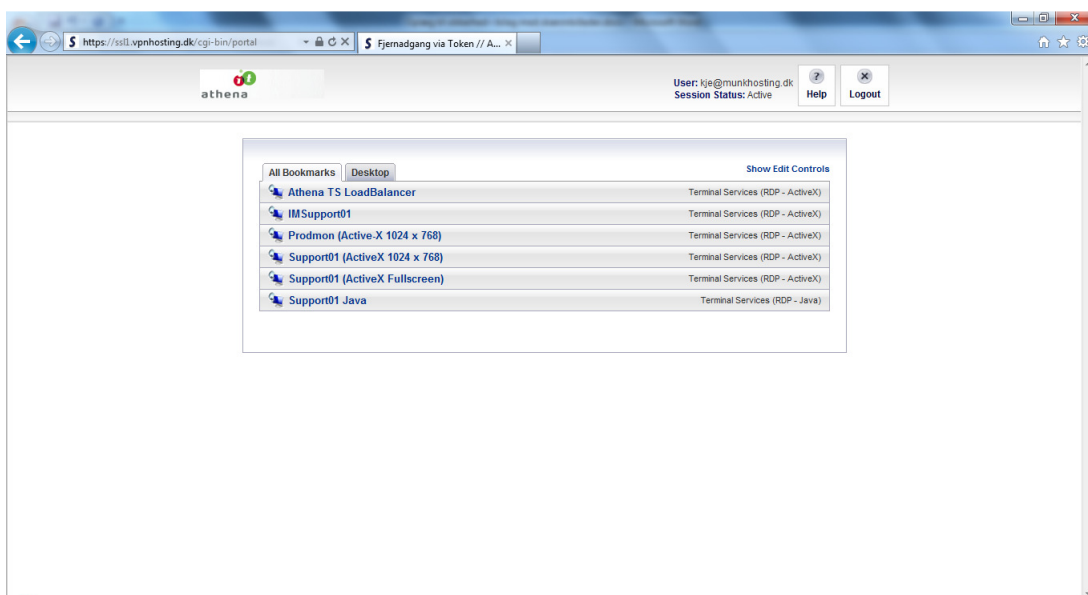 https://ssl1.vpnhosting.dk/cgi-bin/portal
Fjernadgang via Token // A...
athena
User: kje@munkhosting.dk
Session Status: Active
Help
Logout
All Bookmarks
Desktop
Show Edit Controls
Athena TS LoadBalancer Terminal Services (RDP - ActiveX)
IMSupport01 Terminal Services (RDP - ActiveX)
Prodmon (Active-X 1024 x 768) Terminal Services (RDP - ActiveX)
Support01 (ActiveX 1024 x 768) Terminal Services (RDP - ActiveX)
Support01 (ActiveX Fullscreen) Terminal Services (RDP - ActiveX)
Support01 Java Terminal Services (RDP - Java)